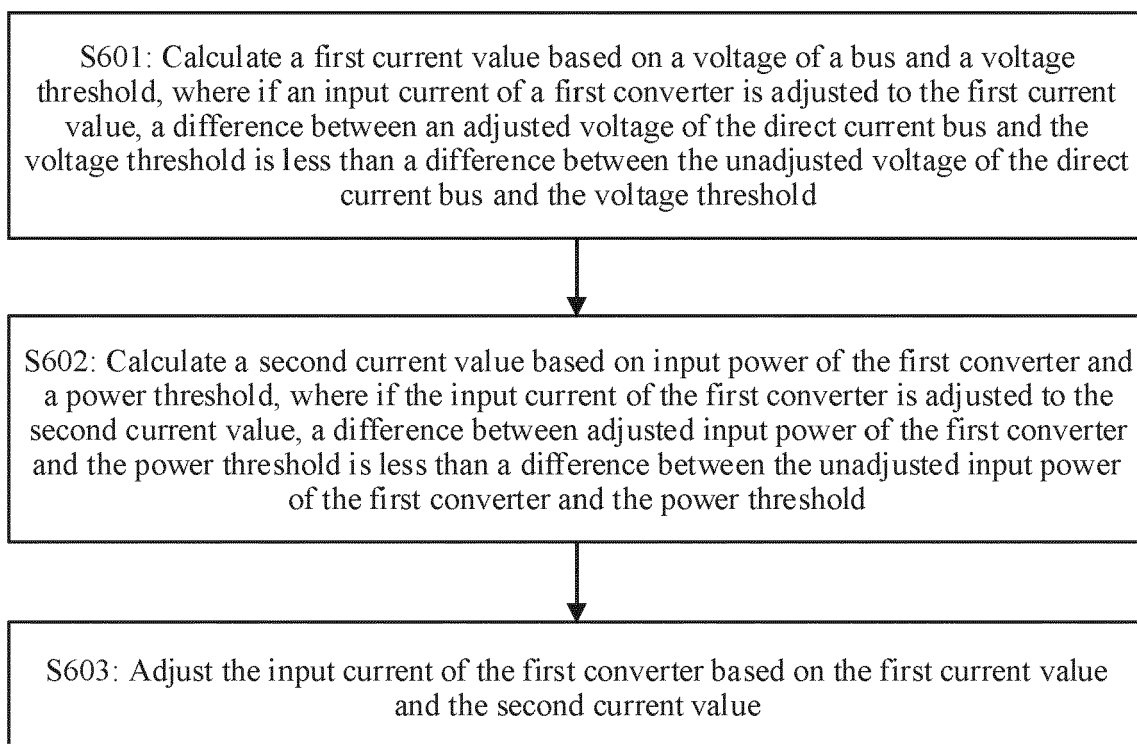 S601: Calculate a first current value based on a voltage of a bus and a voltage
threshold, where if an input current of a first converter is adjusted to the first current
value, a difference between an adjusted voltage of the direct current bus and the
voltage threshold is less than a difference between the unadjusted voltage of the direct
current bus and the voltage threshold
S602: Calculate a second current value based on input power of the first converter and
a power threshold, where if the input current of the first converter is adjusted to the
second current value, a difference between adjusted input power of the first converter
and the power threshold is less than a difference between the unadjusted input power
of the first converter and the power threshold
S603: Adjust the input current of the first converter based on the first current value
and the second current value